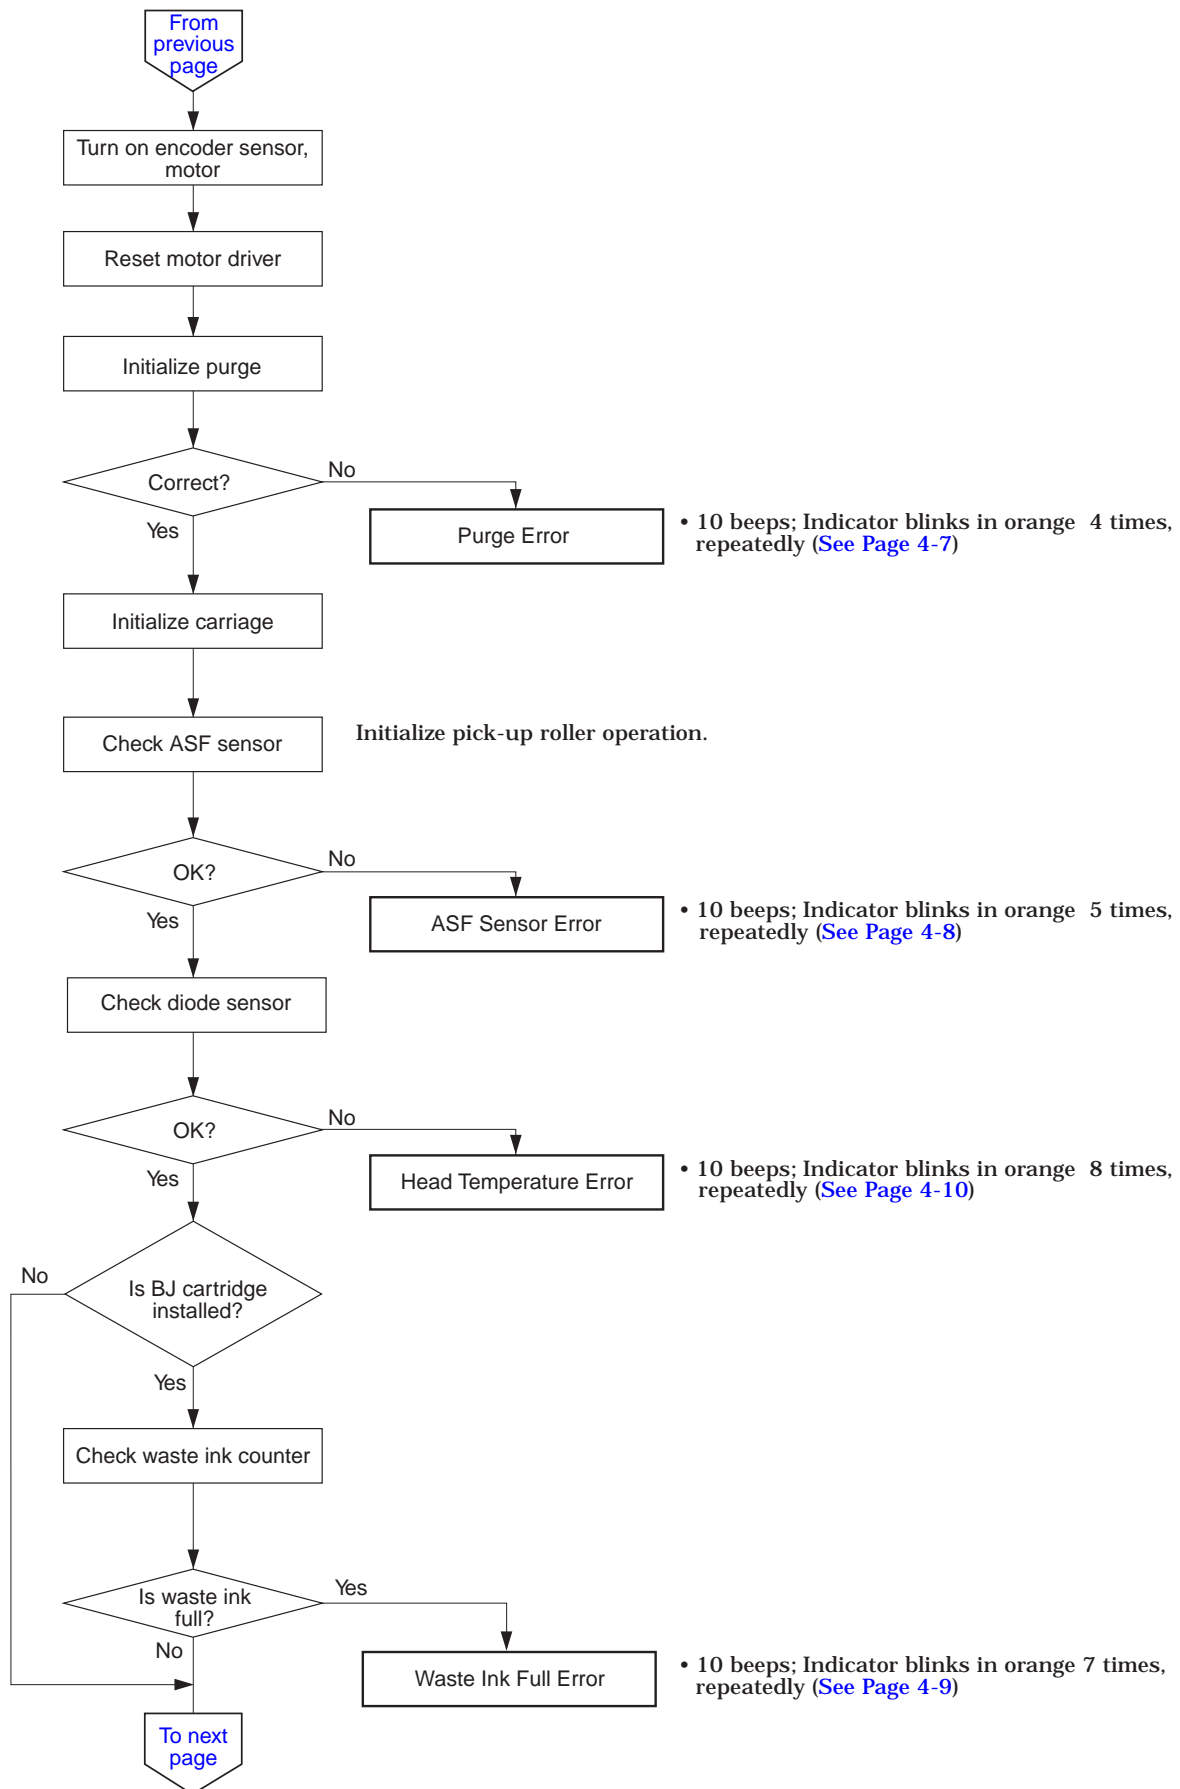 From
previous
page
Turn on encoder sensor,
motor
Reset motor driver
Initialize purge
Correct?
No
Yes
Purge Error
• 10 beeps; Indicator blinks in orange 4 times,
repeatedly (See Page 4-7)
Initialize carriage
Check ASF sensor
Initialize pick-up roller operation.
OK?
No
Yes
ASF Sensor Error
• 10 beeps; Indicator blinks in orange 5 times,
repeatedly (See Page 4-8)
Check diode sensor
OK?
No
Yes
Head Temperature Error
• 10 beeps; Indicator blinks in orange 8 times,
repeatedly (See Page 4-10)
No
Is BJ cartridge
installed?
Yes
Check waste ink counter
Is waste ink
full?
Yes
No
Waste Ink Full Error
• 10 beeps; Indicator blinks in orange 7 times,
repeatedly (See Page 4-9)
To next
page